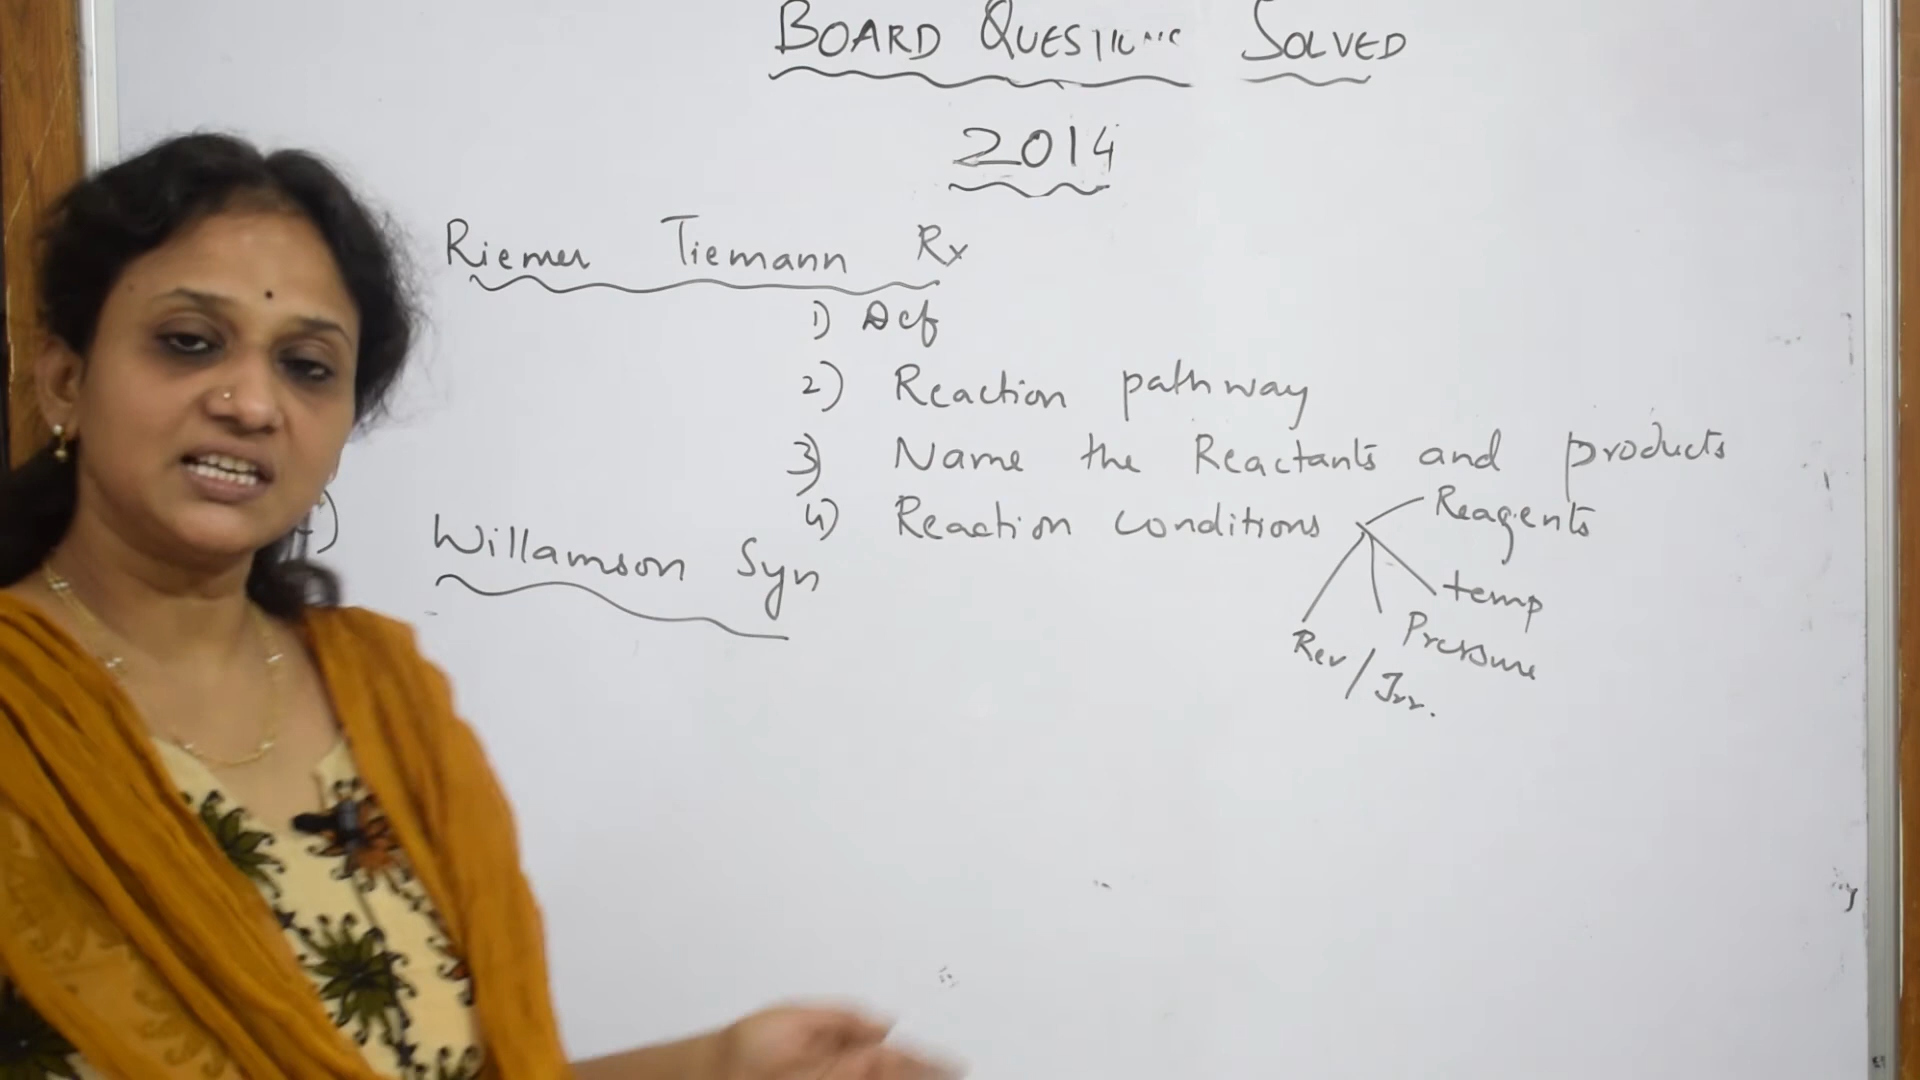 BOARD QUESTIONS SOLVED
2014
Riemer Tiemann Rx
1) Def
2) Reaction pathway
3) Name the Reactants and products
4) Reaction conditions
Reagents
temp
Pressure
Rev / Irr.
Willamson Syn